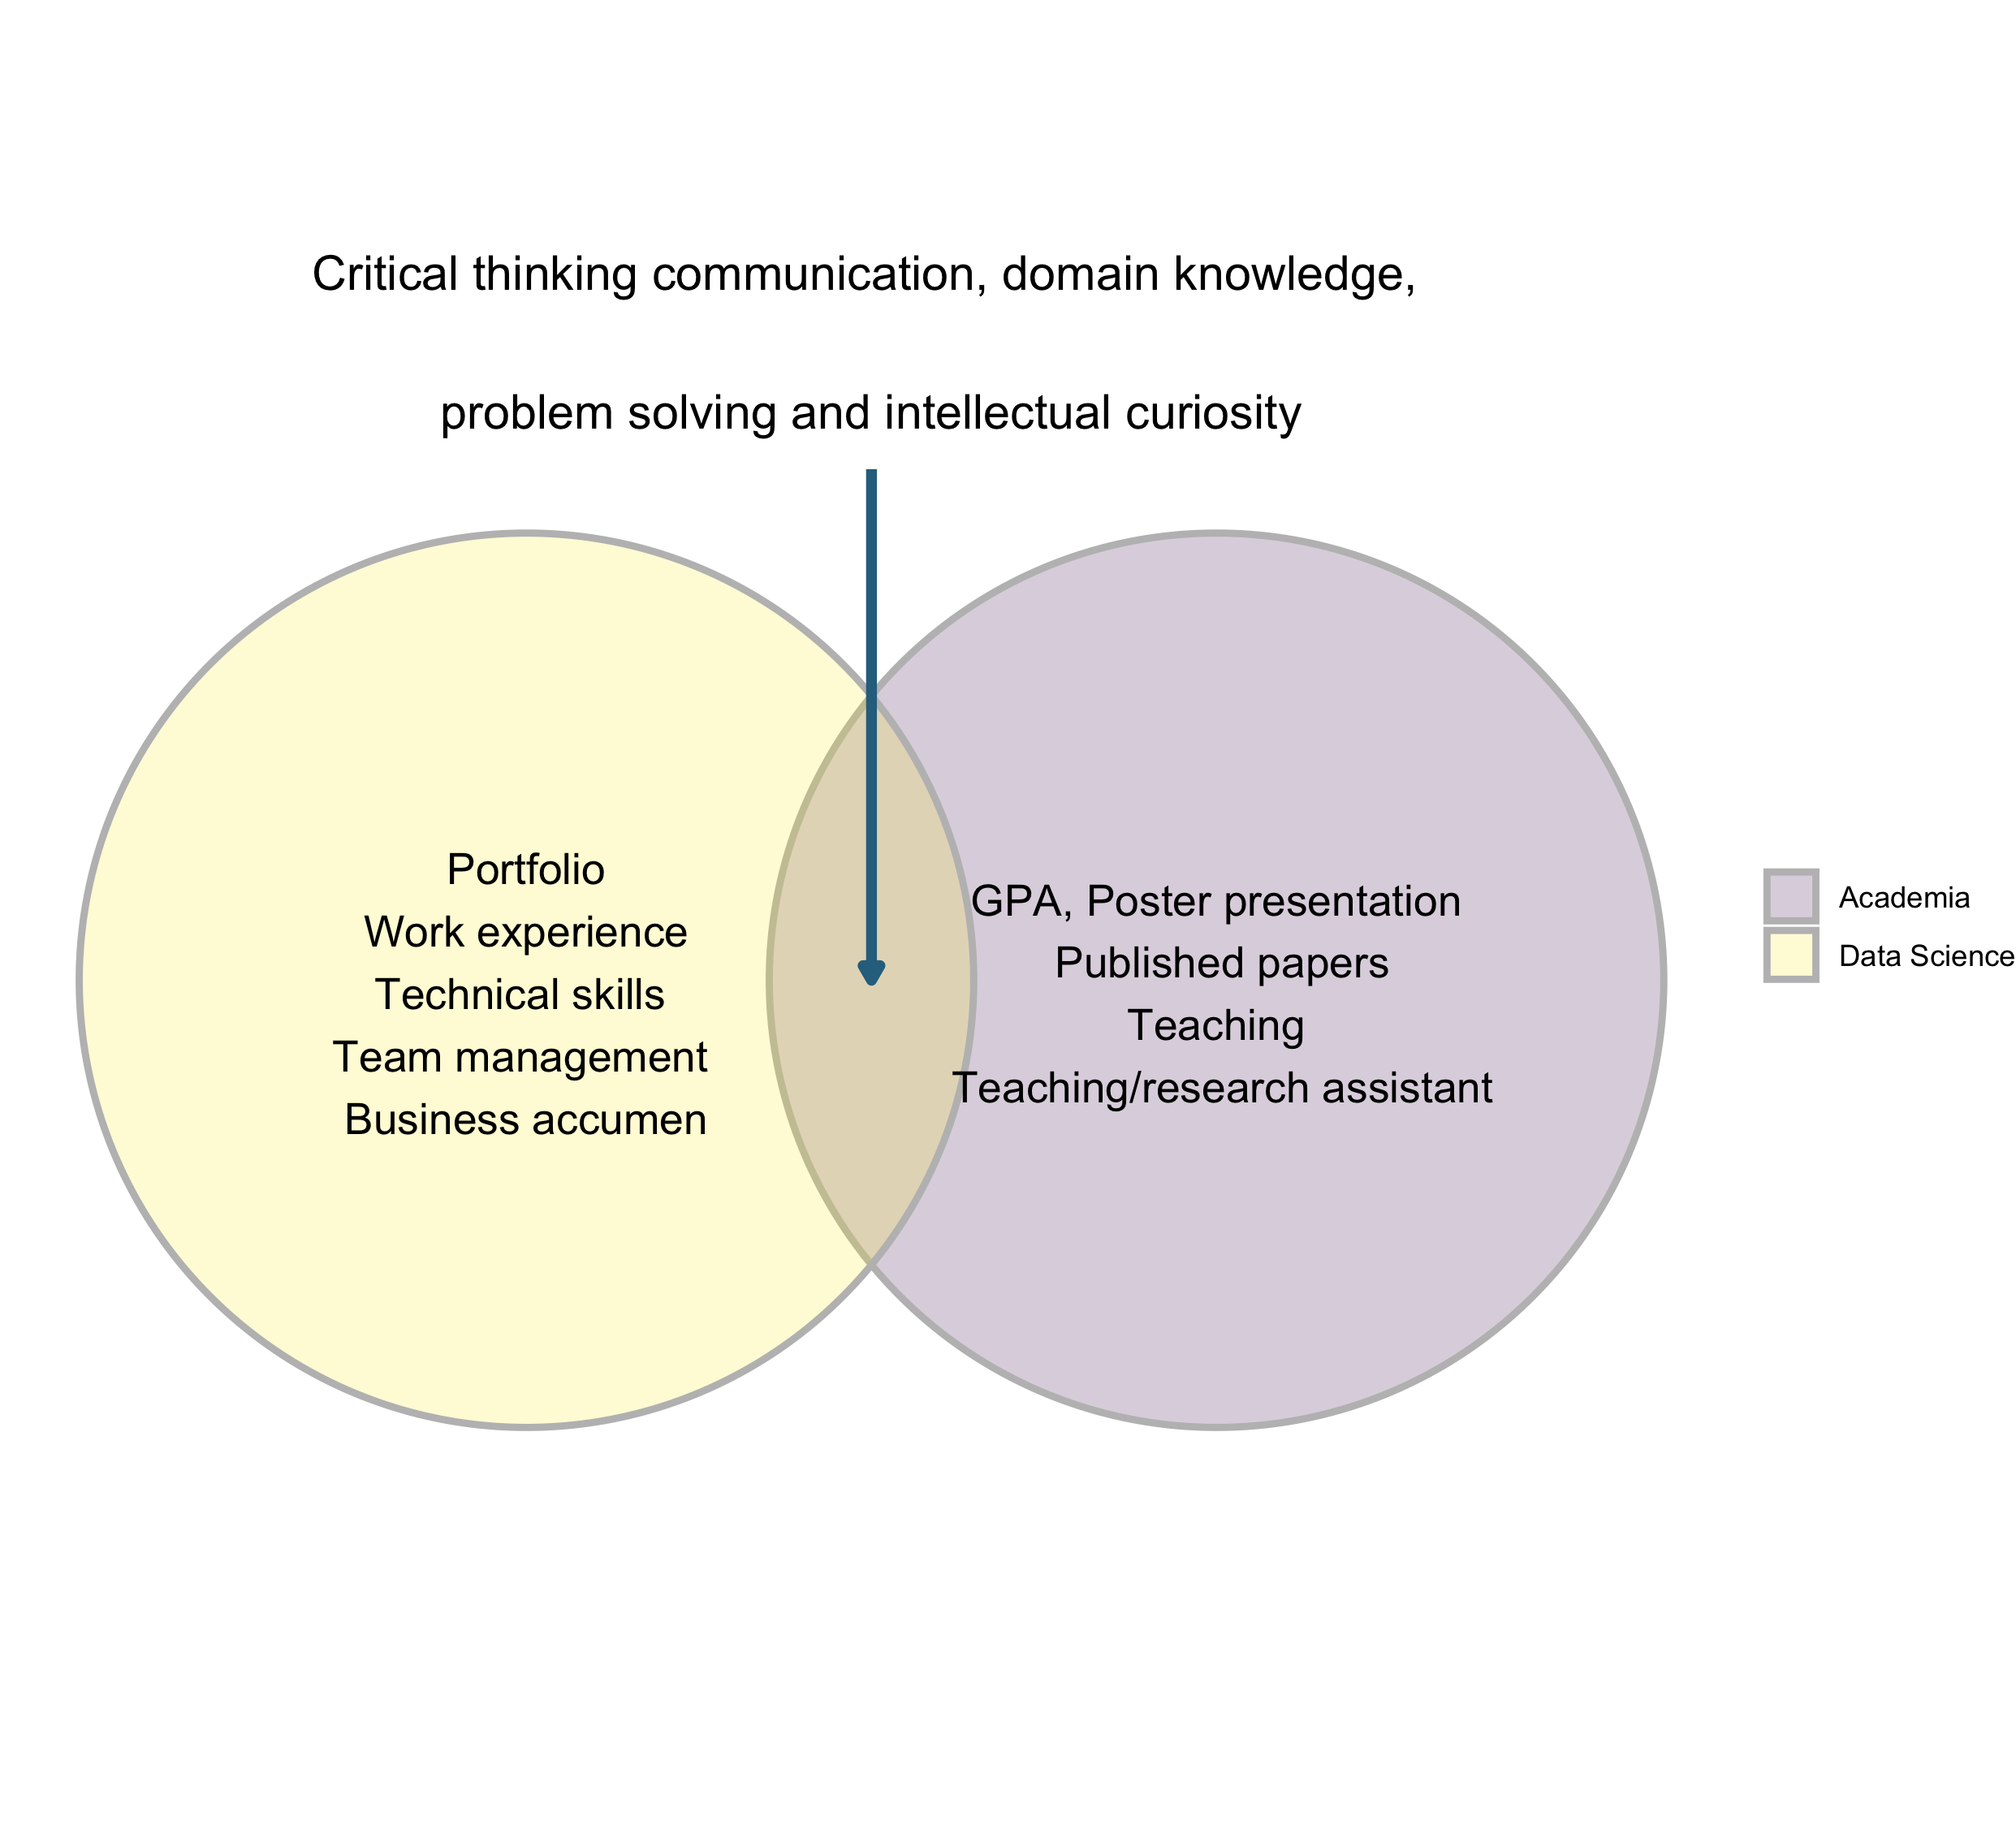 Critical thinking communication, domain knowledge,
problem solving and intellectual curiosity
Portfolio
Work experience
Technical skills
Team management
Business accumen
GPA, Poster presentation
Published papers
Teaching
Teaching/research assistant
Academia
Data Science